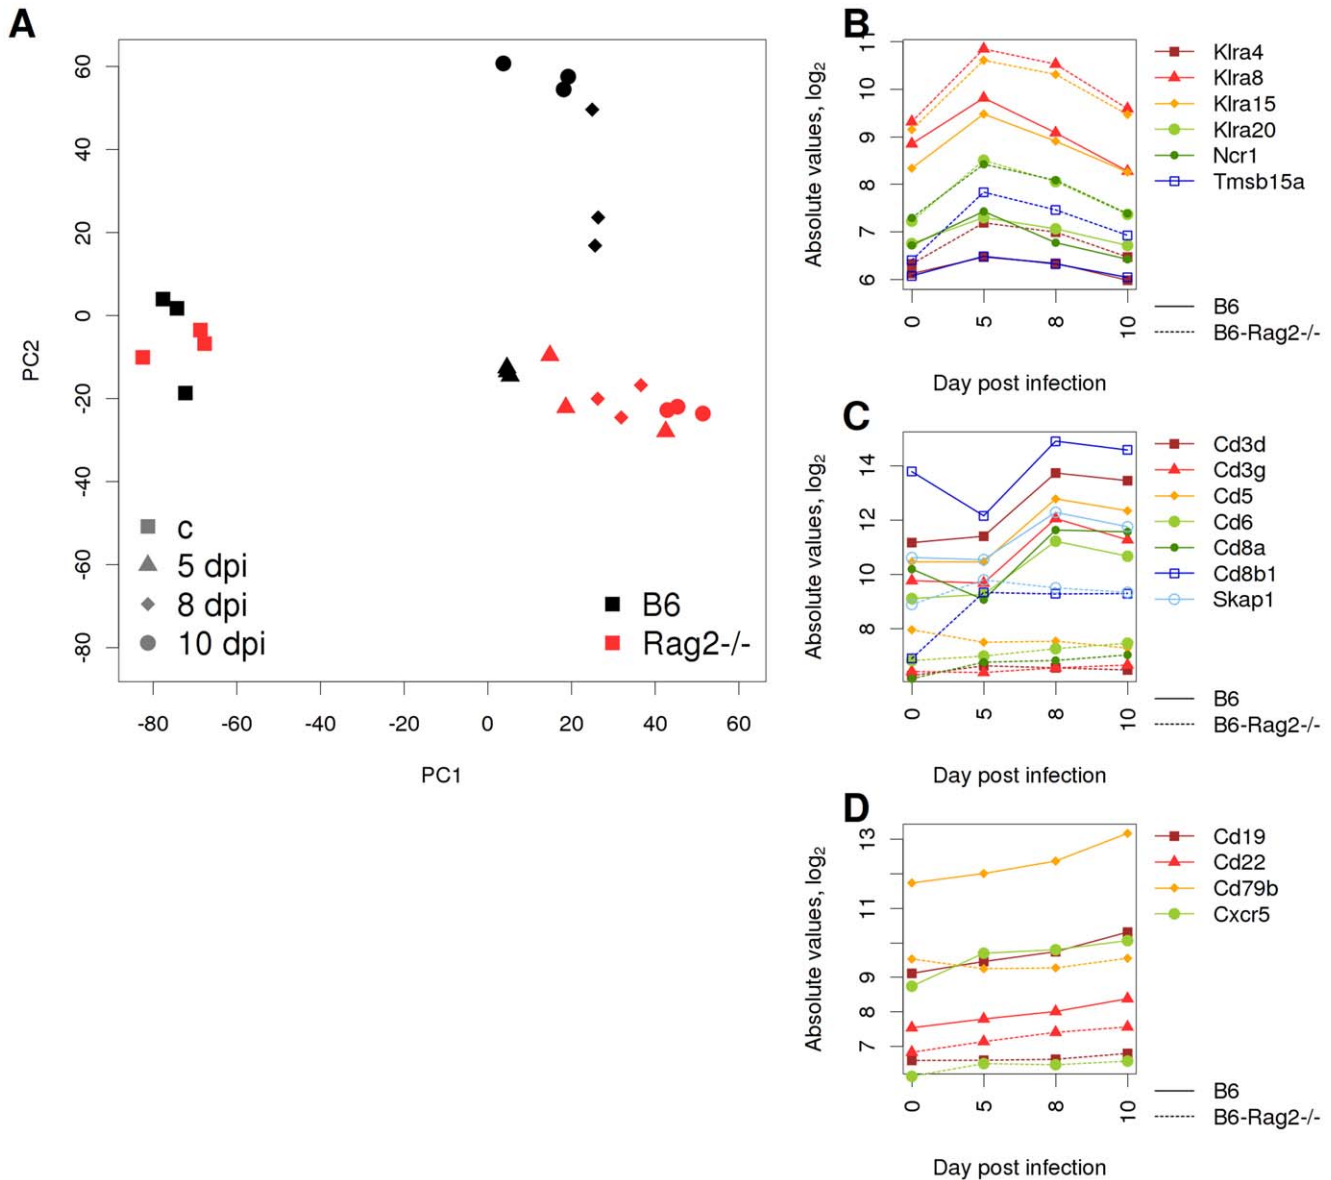 A
PC2
60
40
20
0
-20
-40
-60
-80
c
5 dpi
8 dpi
10 dpi
B6
Rag2-/-
-80
-60
-40
-20
0
20
40
60
PC1
B
Absolute values, log2
11
10
9
8
7
6
0
5
8
10
Day post infection
Klra4
Klra8
Klra15
Klra20
Ncr1
Tmsb15a
B6
B6-Rag2-/-
C
Absolute values, log2
14
12
10
8
0
5
8
10
Day post infection
Cd3d
Cd3g
Cd5
Cd6
Cd8a
Cd8b1
Skap1
B6
B6-Rag2-/-
D
Absolute values, log2
13
11
9
8
7
0
5
8
10
Day post infection
Cd19
Cd22
Cd79b
Cxcr5
B6
B6-Rag2-/-